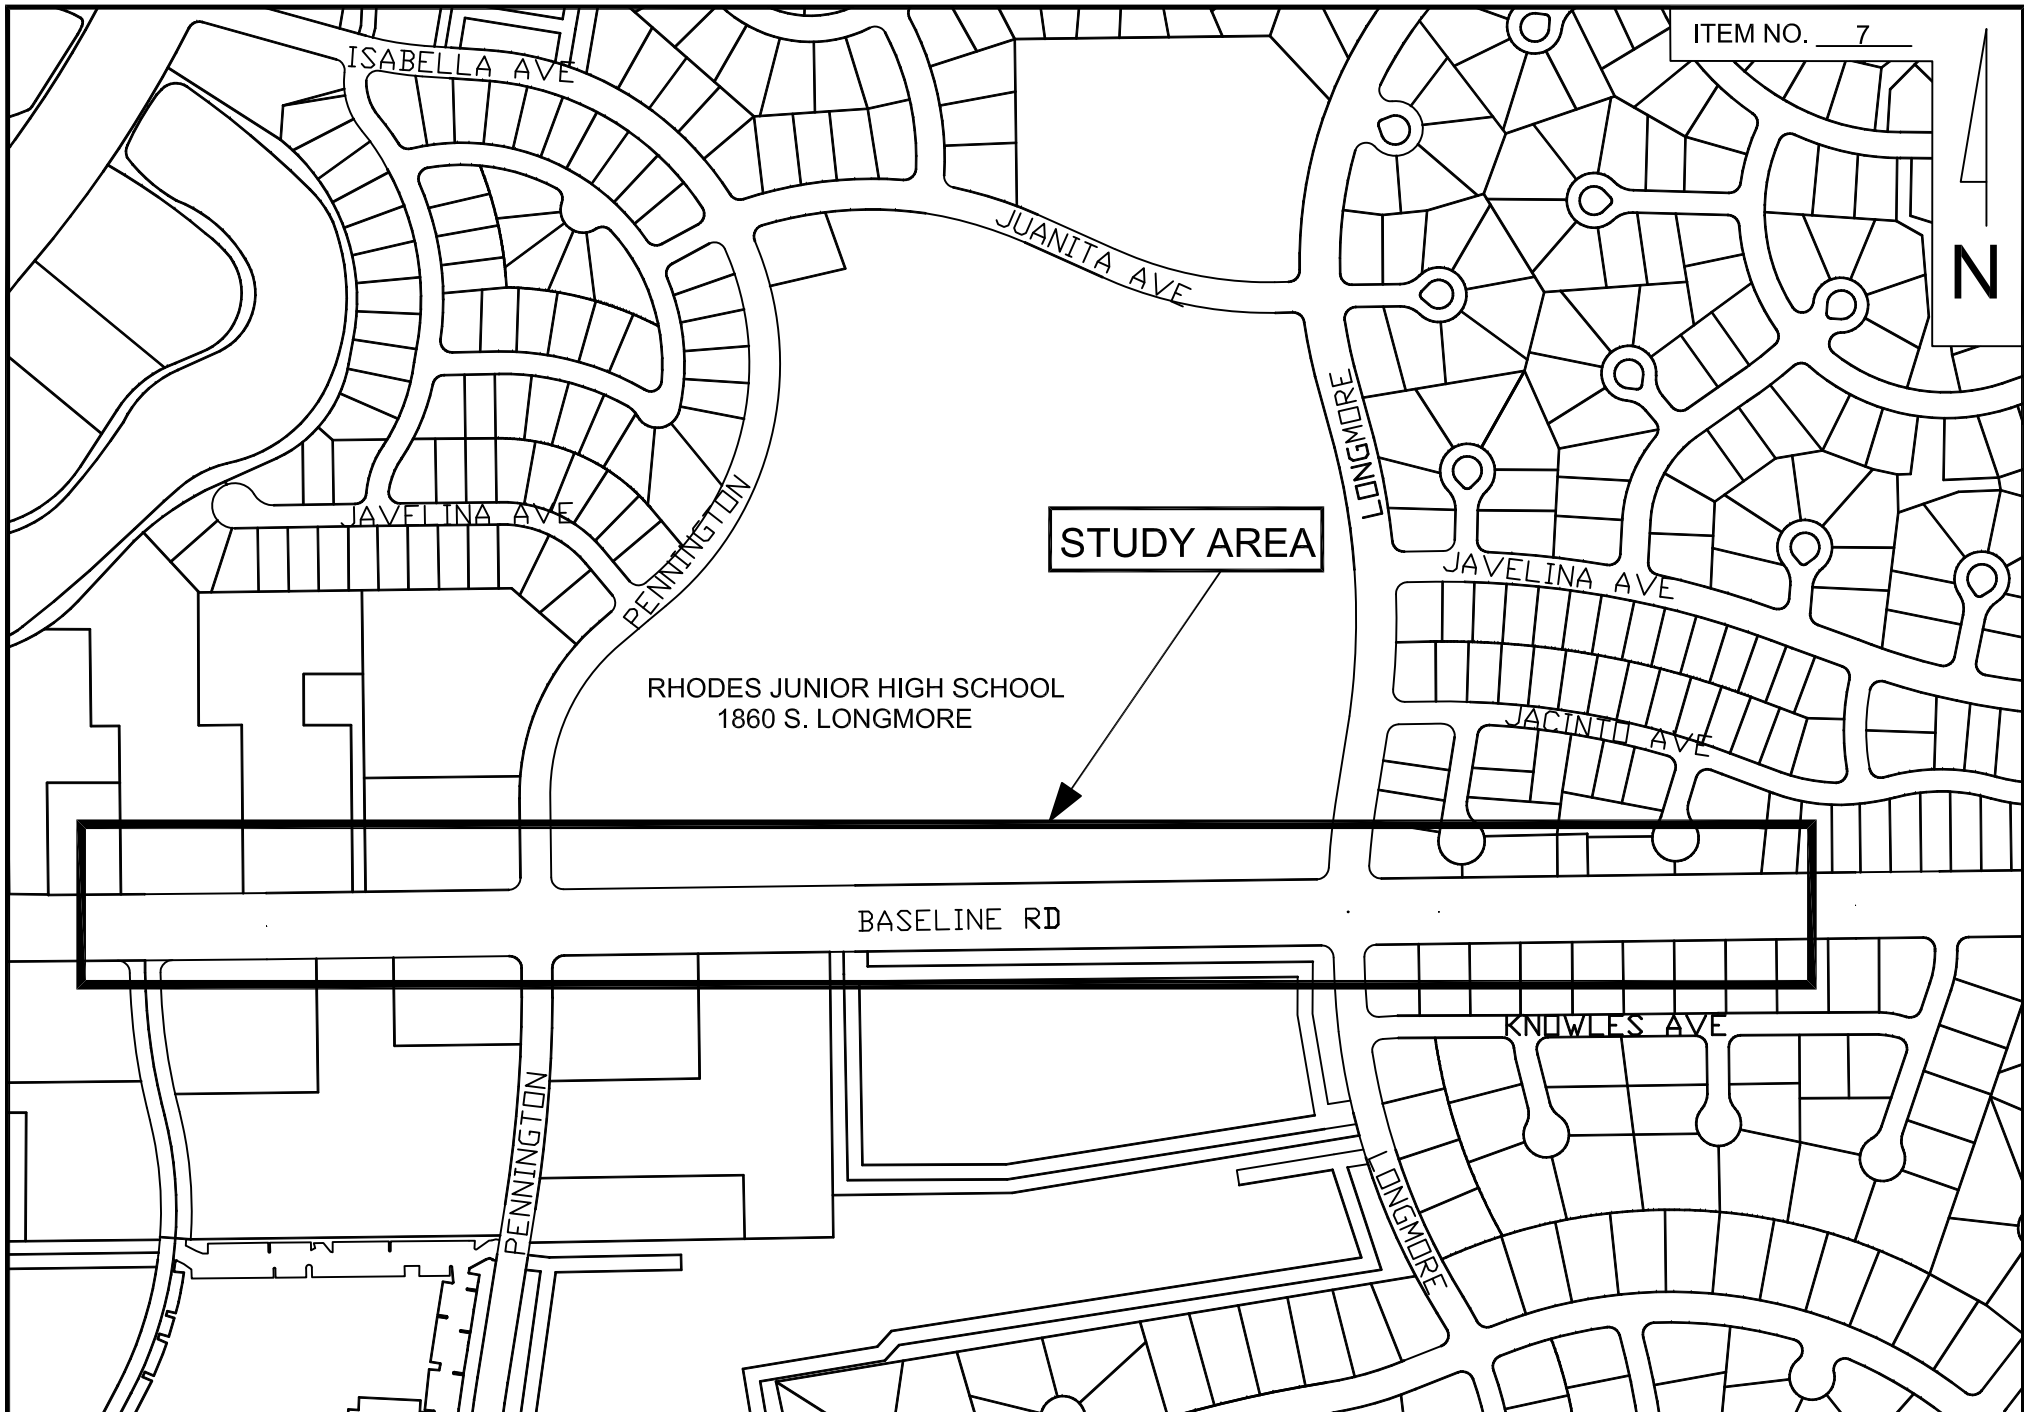 ITEM NO. 7
ISABELLA AVE
N
JUANITA AVE
LONGMORE
JAVELINA AVE
PENNINGTON
STUDY AREA
JAVELINA AVE
RHODES JUNIOR HIGH SCHOOL
1860 S. LONGMORE
JACINTO AVE
BASELINE RD
KNOWLES AVE
PENNINGTON
LONGMORE